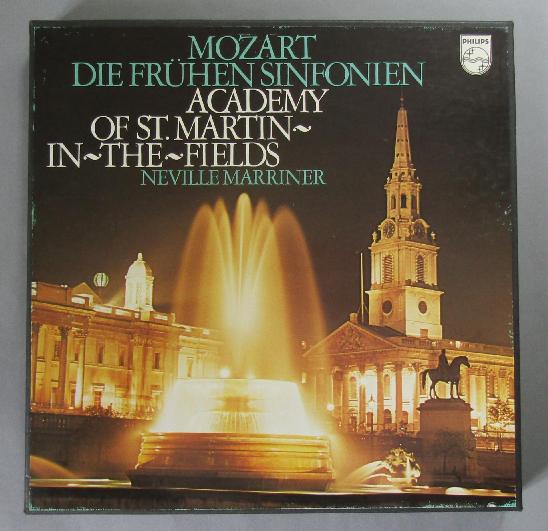 MOZART
DIE FRÜHEN SINFONIEN
ACADEMY
OF ST. MARTIN~
IN~THE~FIELDS
NEVILLE MARRINER
PHILIPS